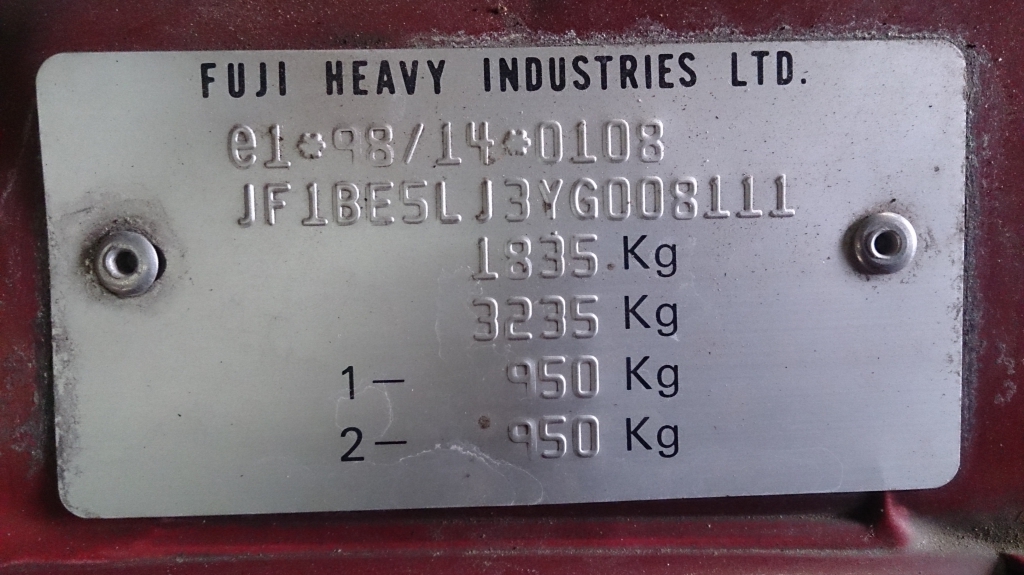 FUJI HEAVY INDUSTRIES LTD.
e1*98/14*0108
JF1BE5LJ3YG008111
1835 Kg
3235 Kg
1– 950 Kg
2– 950 Kg